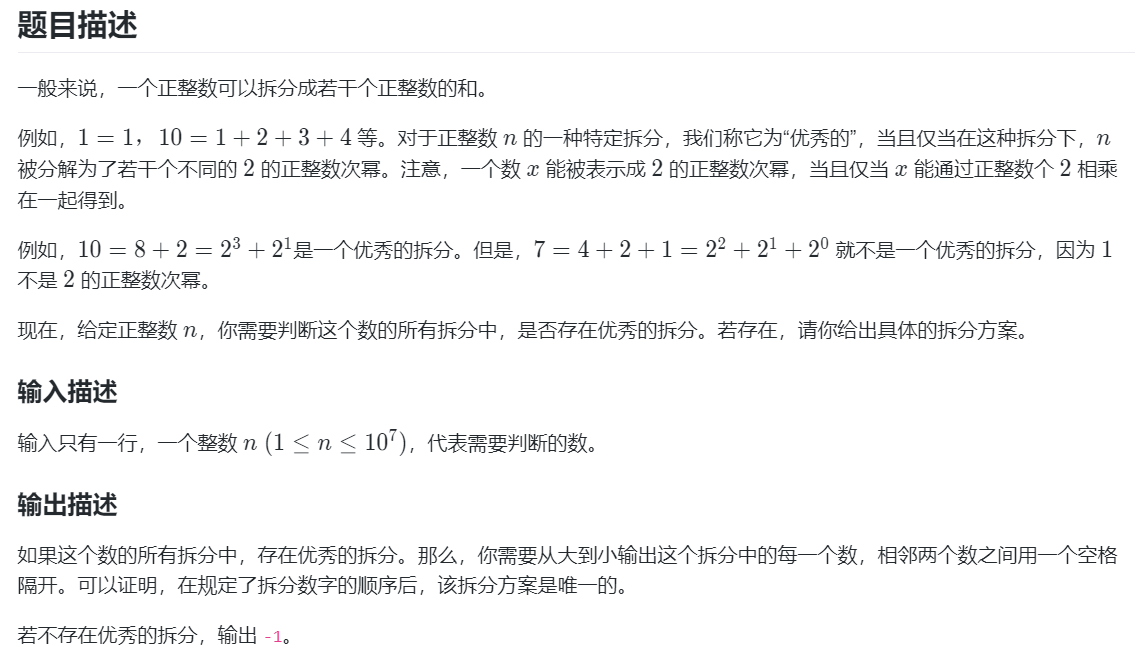 题目描述
一般来说，一个正整数可以拆分成若干个正整数的和。
例如，1 = 1，10 = 1 + 2 + 3 + 4 等。对于正整数 n 的一种特定拆分，我们称它为“优秀的”，当且仅当在这种拆分下，n
被分解为了若干个不同的 2 的正整数次幂。注意，一个数 x 能被表示成 2 的正整数次幂，当且仅当 x 能通过正整数个 2 相乘
在一起得到。
例如，10 = 8 + 2 = 2³ + 2¹是一个优秀的拆分。但是，7 = 4 + 2 + 1 = 2² + 2¹ + 2⁰ 就不是一个优秀的拆分，因为 1
不是 2 的正整数次幂。
现在，给定正整数 n，你需要判断这个数的所有拆分中，是否存在优秀的拆分。若存在，请你给出具体的拆分方案。
输入描述
输入只有一行，一个整数 n (1 ≤ n ≤ 10⁷)，代表需要判断的数。
输出描述
如果这个数的所有拆分中，存在优秀的拆分。那么，你需要从大到小输出这个拆分中的每一个数，相邻两个数之间用一个空格
隔开。可以证明，在规定了拆分数字的顺序后，该拆分方案是唯一的。
若不存在优秀的拆分，输出 -1。